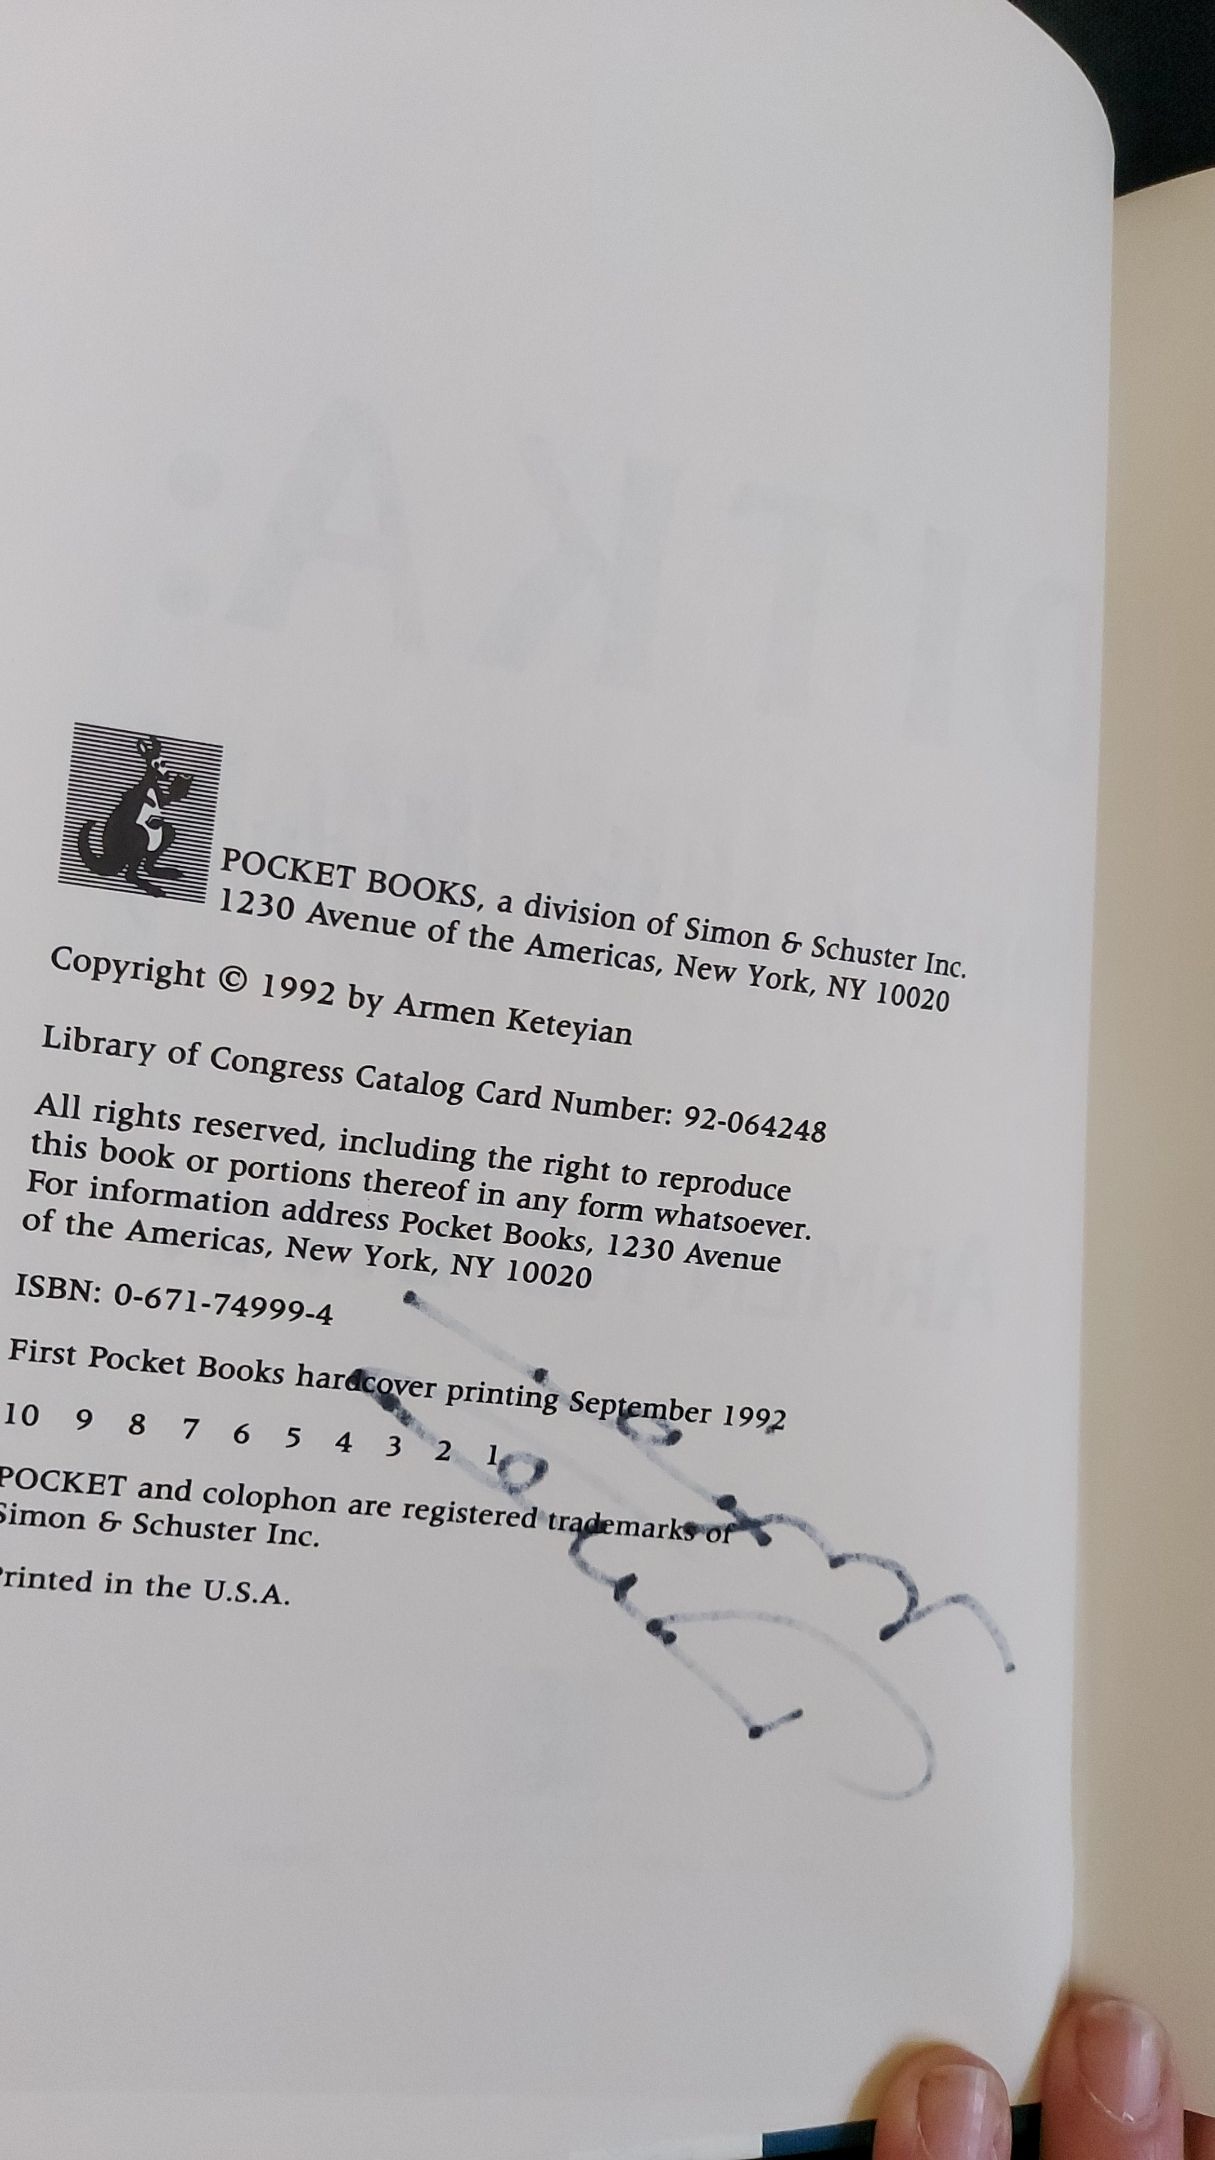 POCKET BOOKS, a division of Simon & Schuster Inc.
1230 Avenue of the Americas, New York, NY 10020
Copyright © 1992 by Armen Keteyian
Library of Congress Catalog Card Number: 92-064248
All rights reserved, including the right to reproduce
this book or portions thereof in any form whatsoever.
For information address Pocket Books, 1230 Avenue
of the Americas, New York, NY 10020
ISBN: 0-671-74999-4
First Pocket Books hardcover printing September 1992
10 9 8 7 6 5 4 3 2 1
POCKET and colophon are registered trademarks of
Simon & Schuster Inc.
Printed in the U.S.A.